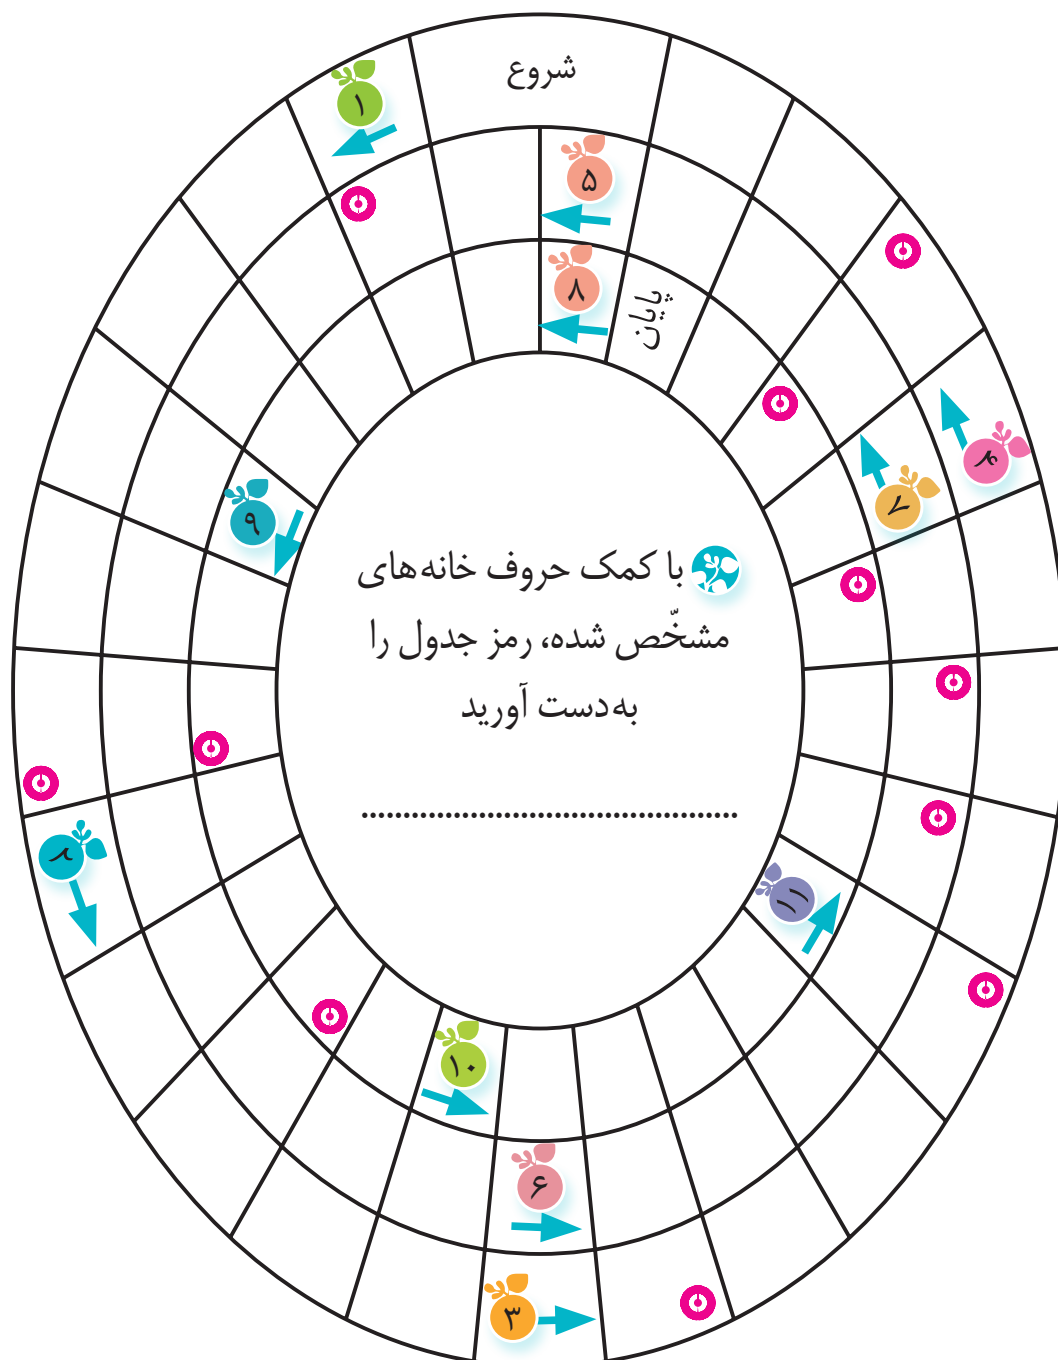 شروع
۱
۵
۸
پایان
۴
۷
۹
با کمک حروف خانه‌های
مشخّص شده، رمز جدول را
به‌دست آورید
........................................
۲
۱۱
۱۰
۶
۳